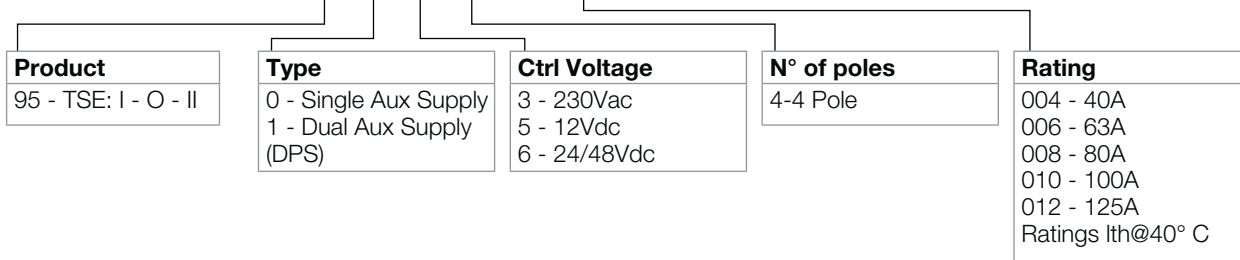 Product
95 - TSE: I - O - II
Type
0 - Single Aux Supply
1 - Dual Aux Supply
(DPS)
Ctrl Voltage
3 - 230Vac
5 - 12Vdc
6 - 24/48Vdc
N° of poles
4-4 Pole
Rating
004 - 40A
006 - 63A
008 - 80A
010 - 100A
012 - 125A
Ratings Ith@40° C